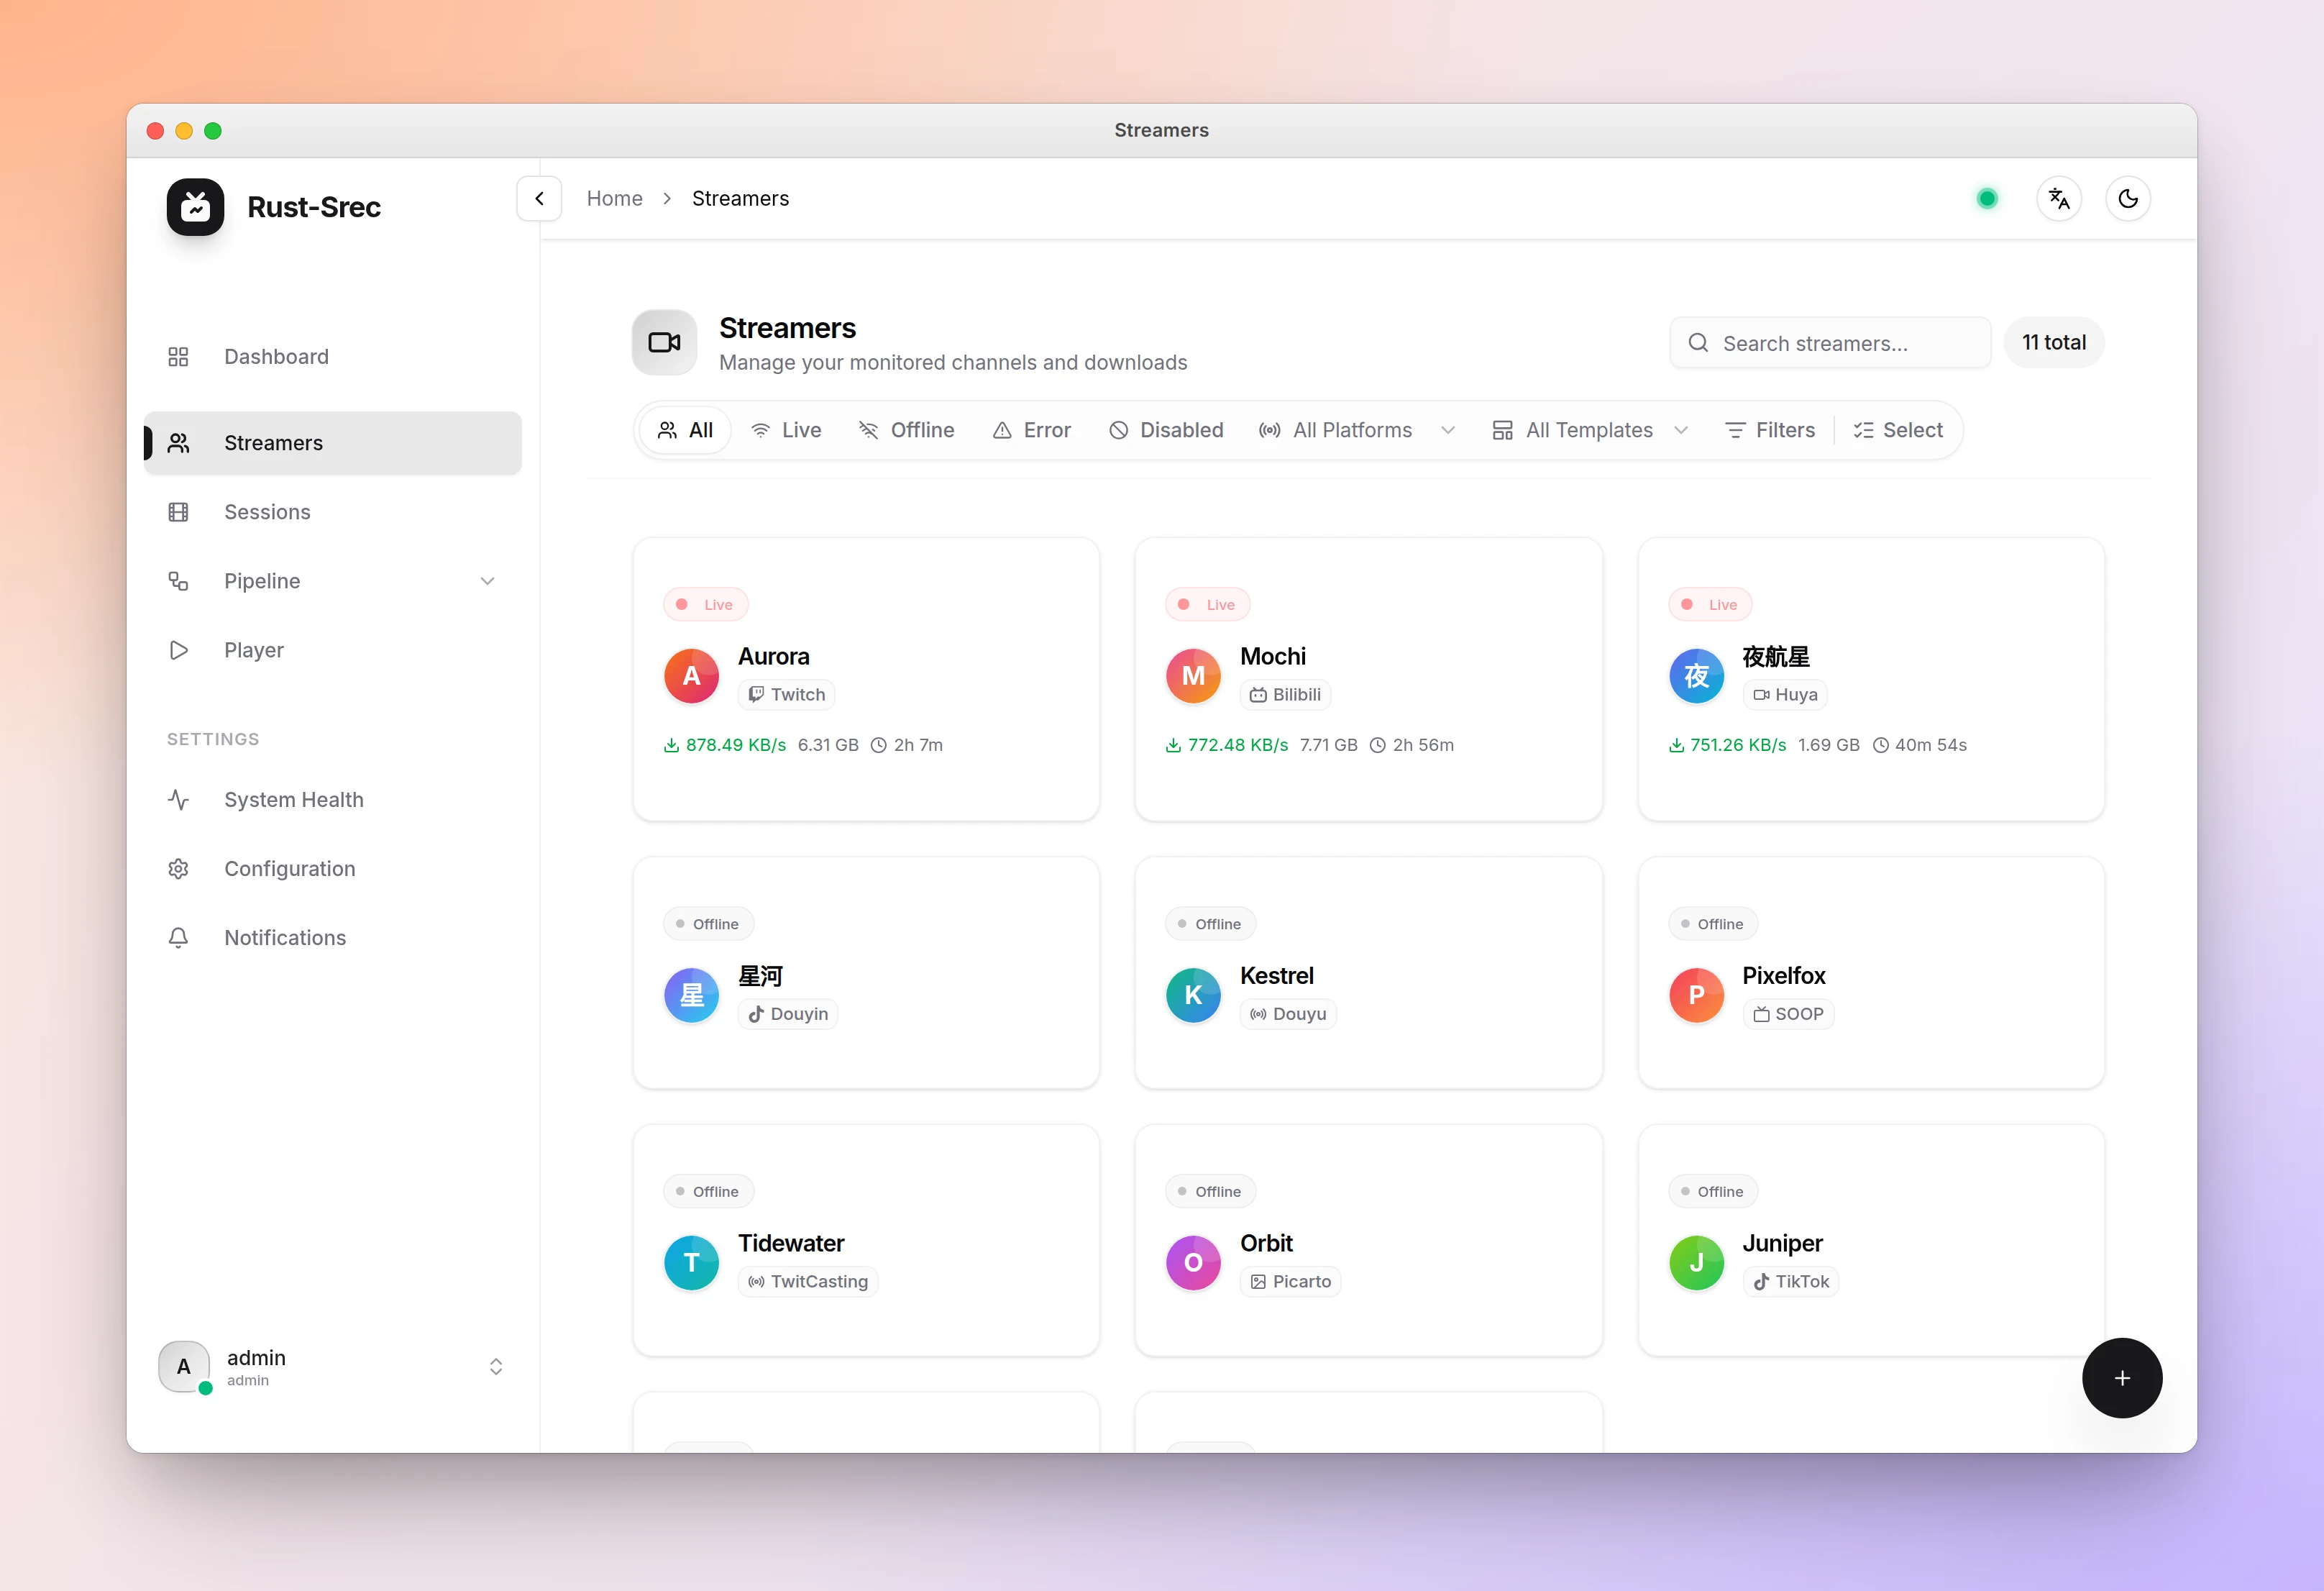 Streamers
Rust-Srec
Home
Streamers
Dashboard
Streamers
Sessions
Pipeline
Player
SETTINGS
System Health
Configuration
Notifications
A
admin
admin
Streamers
Manage your monitored channels and downloads
Search streamers...
11 total
All
Live
Offline
Error
Disabled
All Platforms
All Templates
Filters
Select
Live
A
Aurora
Twitch
878.49 KB/s 6.31 GB 2h 7m
Live
M
Mochi
Bilibili
772.48 KB/s 7.71 GB 2h 56m
Live
夜
夜航星
Huya
751.26 KB/s 1.69 GB 40m 54s
Offline
星
星河
Douyin
Offline
K
Kestrel
Douyu
Offline
P
Pixelfox
SOOP
Offline
T
Tidewater
TwitCasting
Offline
O
Orbit
Picarto
Offline
J
Juniper
TikTok